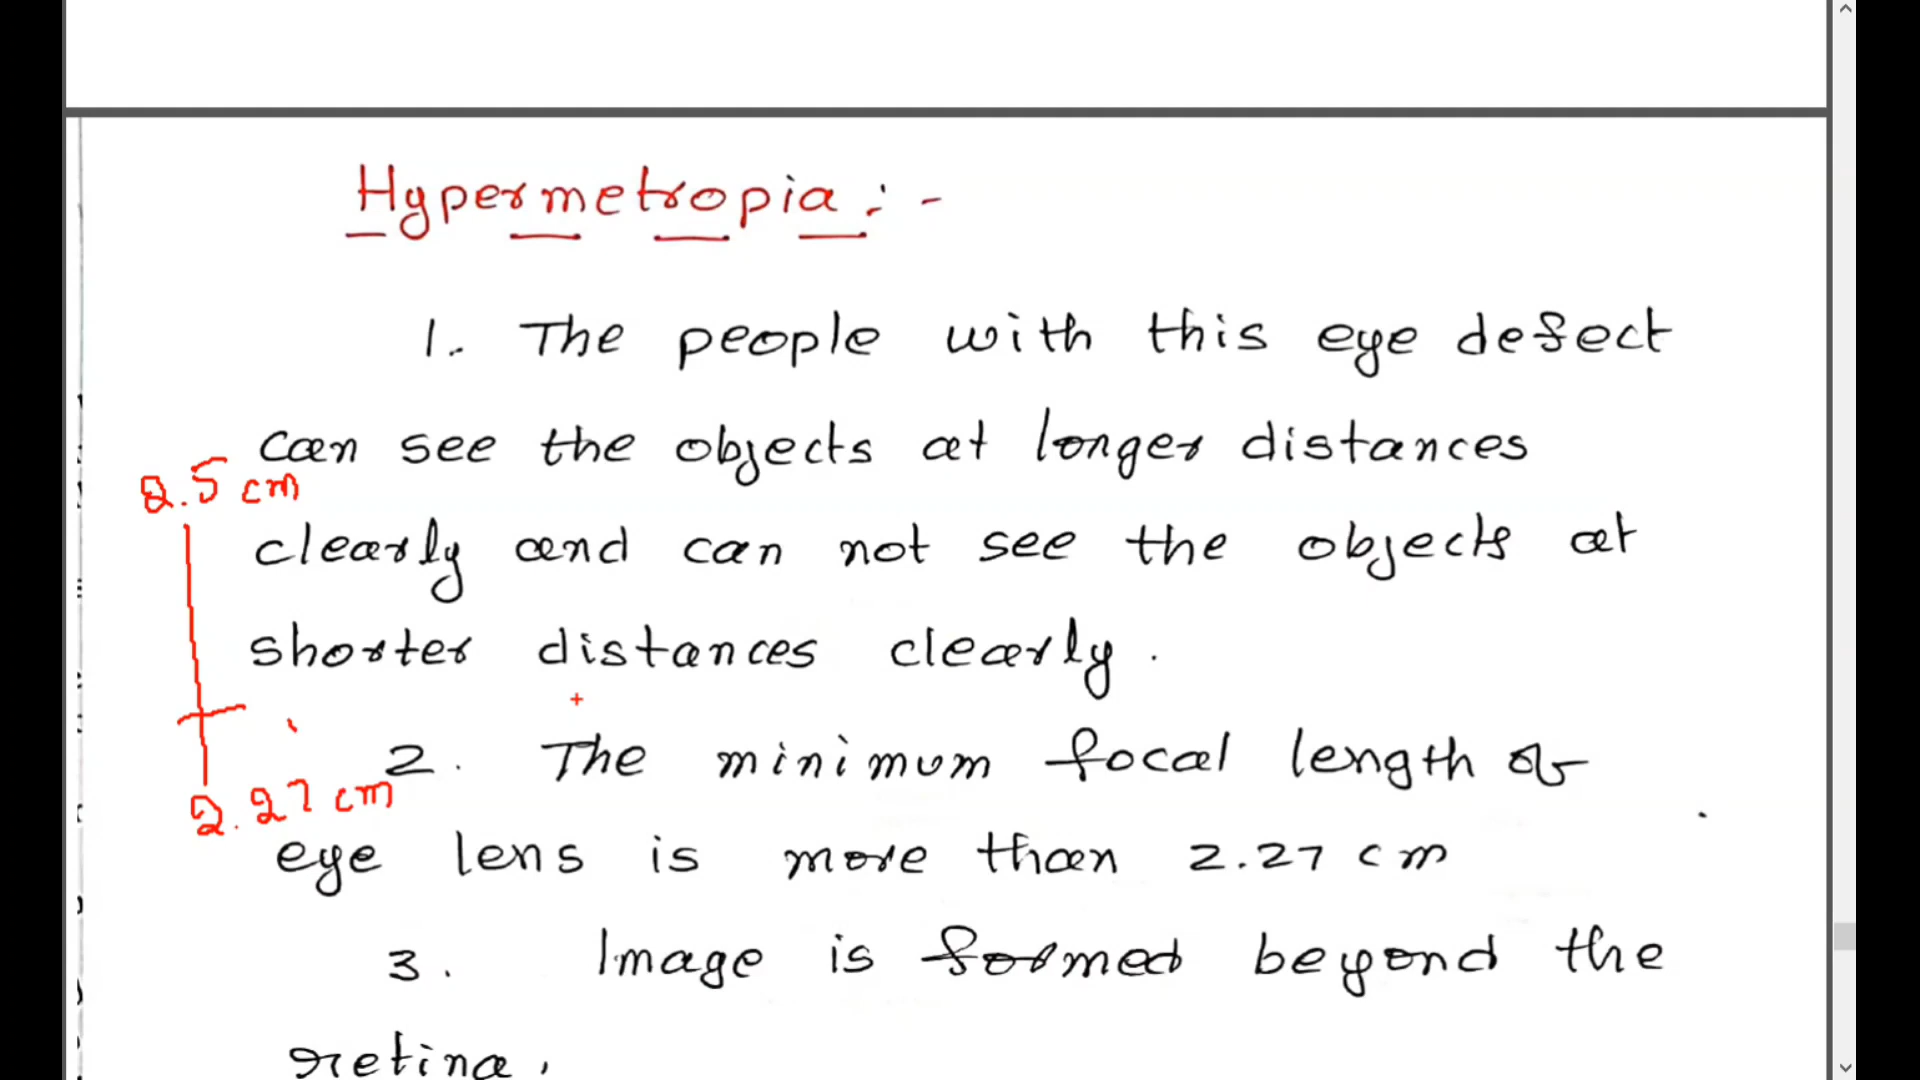 Hypermetropia :-
1. The people with this eye defect
can see the objects at longer distances
2.5 cm
clearly and can not see the objects at
shorter distances clearly.
2. The minimum focal length of
2.27 cm
eye lens is more than 2.27 cm
3. Image is formed beyond the
retina.